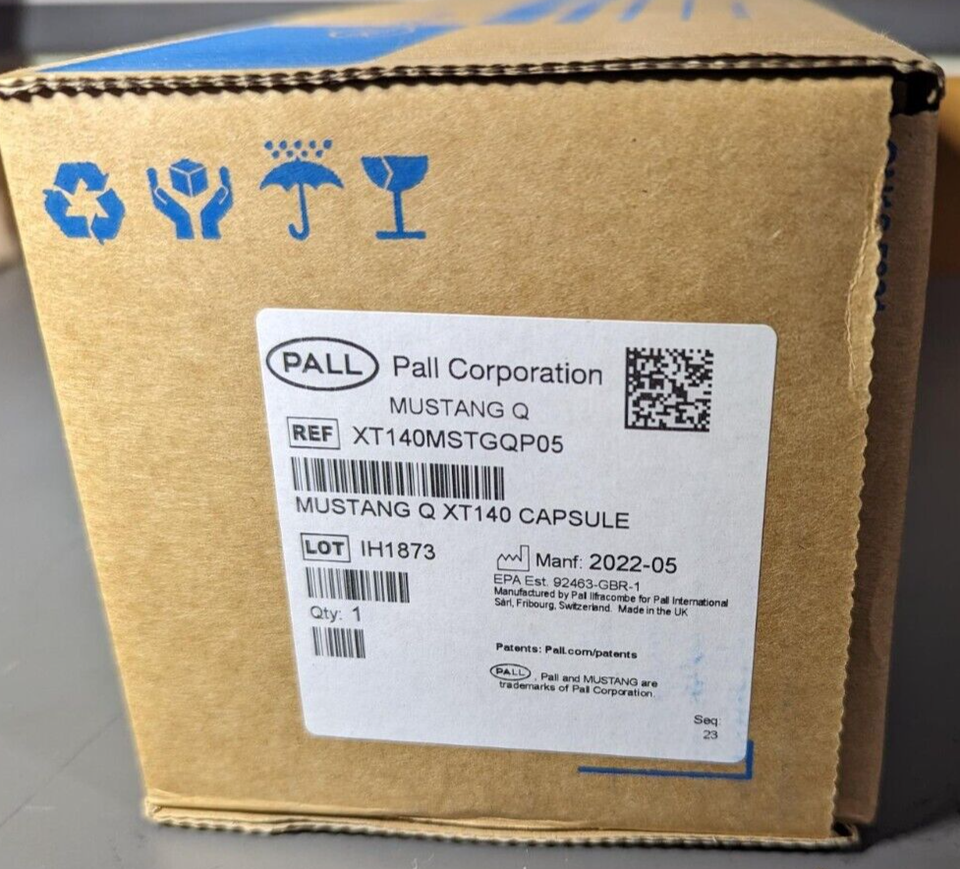 PALL Pall Corporation
MUSTANG Q
REF XT140MSTGQP05
MUSTANG Q XT140 CAPSULE
LOT IH1873
Manf: 2022-05
EPA Est. 92463-GBR-1
Manufactured by Pall Ilfracombe for Pall International
Sárl, Fribourg, Switzerland. Made in the UK
Qty: 1
Patents: Pall.com/patents
PALL , Pall and MUSTANG are
trademarks of Pall Corporation.
Seq:
23